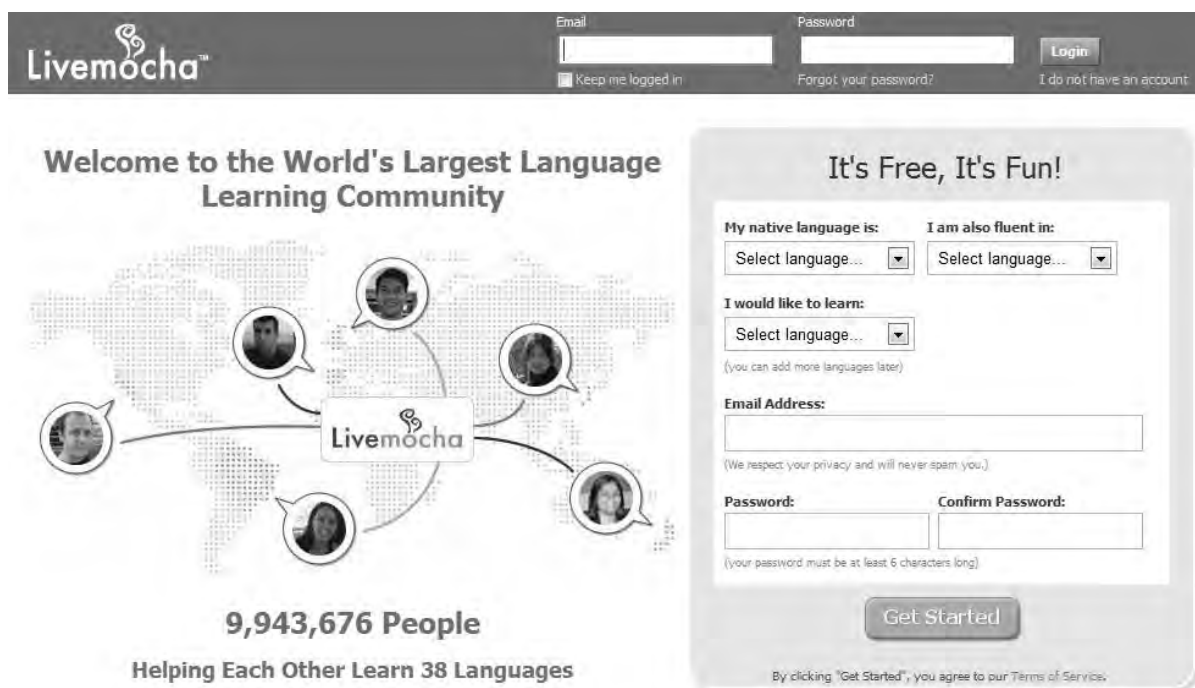 Livemocha™
Email
Password
Login
Keep me logged in
Forgot your password?
I do not have an account
Welcome to the World's Largest Language
Learning Community
Livemocha
9,943,676 People
Helping Each Other Learn 38 Languages
It's Free, It's Fun!
My native language is:
I am also fluent in:
Select language...
Select language...
I would like to learn:
Select language...
(you can add more languages later)
Email Address:
(We respect your privacy and will never spam you.)
Password:
Confirm Password:
(your password must be at least 6 characters long)
Get Started
By clicking "Get Started", you agree to our Terms of Service.